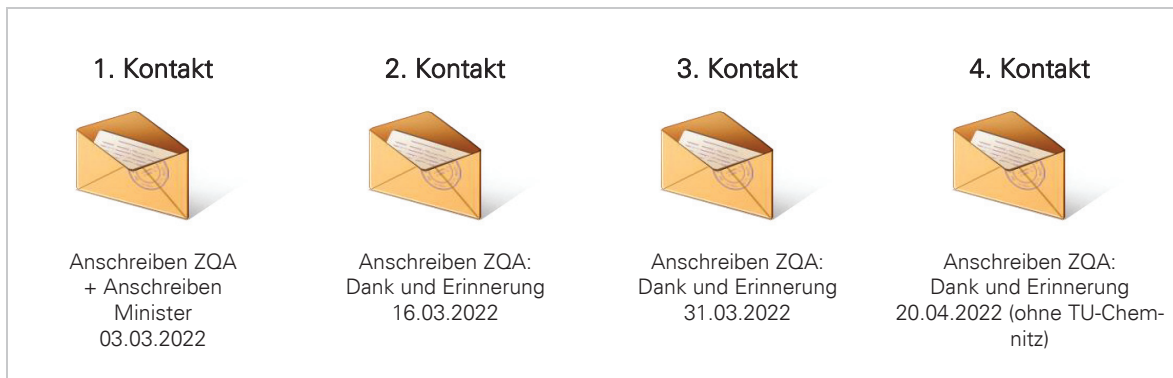 1. Kontakt
2. Kontakt
3. Kontakt
4. Kontakt
Anschreiben ZQA
+ Anschreiben
Minister
03.03.2022
Anschreiben ZQA:
Dank und Erinnerung
16.03.2022
Anschreiben ZQA:
Dank und Erinnerung
31.03.2022
Anschreiben ZQA:
Dank und Erinnerung
20.04.2022 (ohne TU-Chem-
nitz)